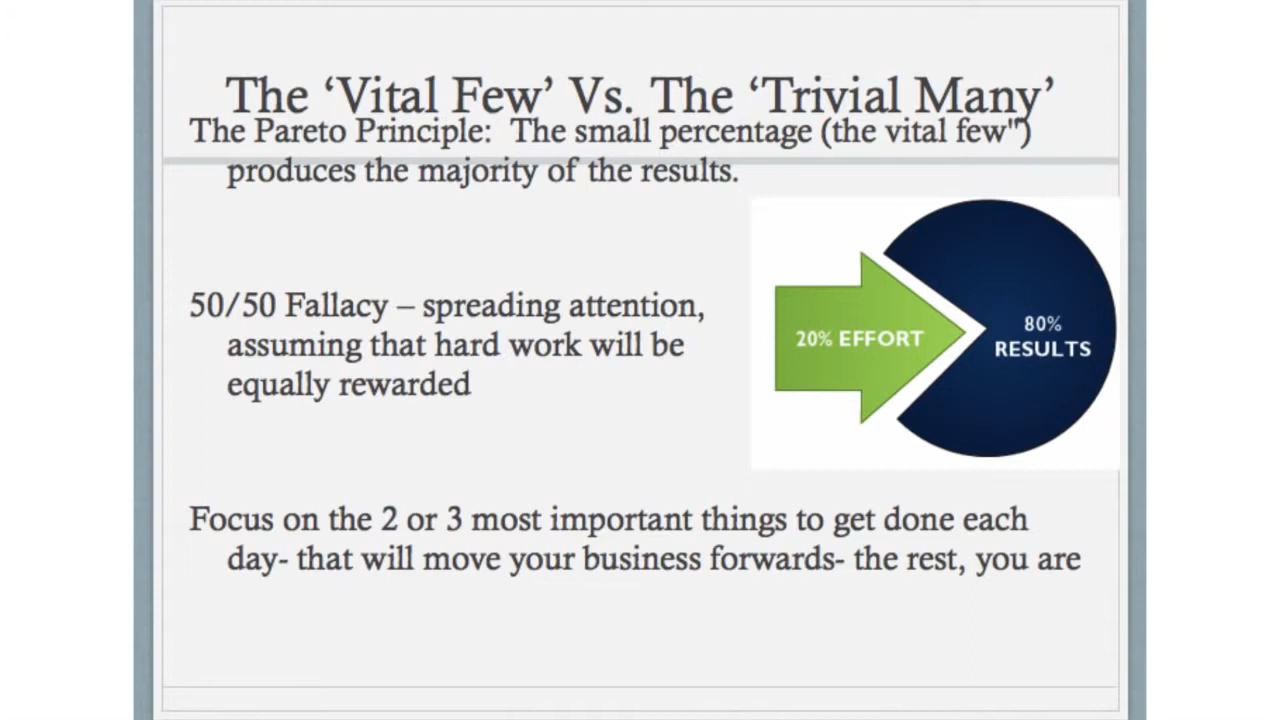 The ‘Vital Few’ Vs. The ‘Trivial Many’
The Pareto Principle:  The small percentage (the vital few")
produces the majority of the results.
50/50 Fallacy – spreading attention,
assuming that hard work will be
equally rewarded
20% EFFORT
80%
RESULTS
Focus on the 2 or 3 most important things to get done each
day- that will move your business forwards- the rest, you are